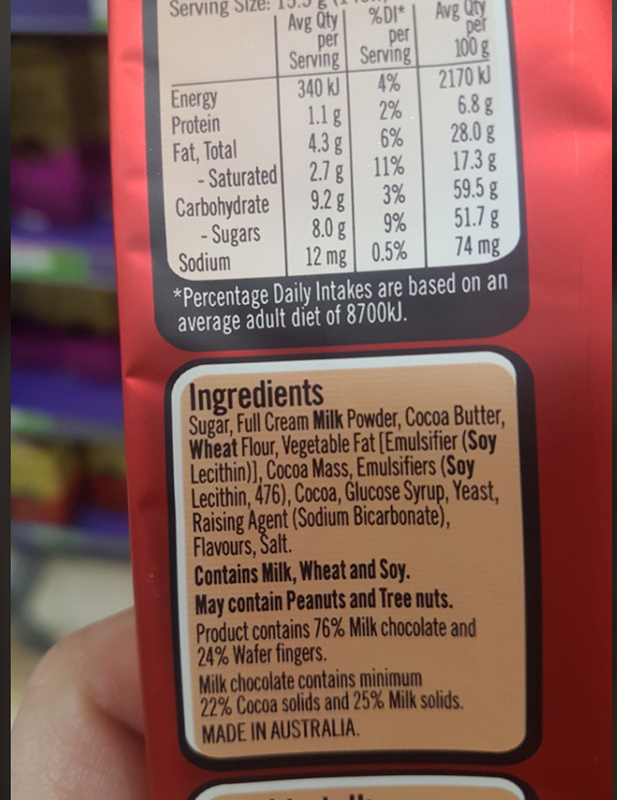 Serving Size: 15.5 g
Avg Qty per Serving %DI* per Serving Avg Qty per 100 g
Energy 340 kJ 4% 2170 kJ
Protein 1.1 g 2% 6.8 g
Fat, Total 4.3 g 6% 28.0 g
- Saturated 2.7 g 11% 17.3 g
Carbohydrate 9.2 g 3% 59.5 g
- Sugars 8.0 g 9% 51.7 g
Sodium 12 mg 0.5% 74 mg
*Percentage Daily Intakes are based on an
average adult diet of 8700kJ.
Ingredients
Sugar, Full Cream Milk Powder, Cocoa Butter,
Wheat Flour, Vegetable Fat [Emulsifier (Soy
Lecithin)], Cocoa Mass, Emulsifiers (Soy
Lecithin, 476), Cocoa, Glucose Syrup, Yeast,
Raising Agent (Sodium Bicarbonate),
Flavours, Salt.
Contains Milk, Wheat and Soy.
May contain Peanuts and Tree nuts.
Product contains 76% Milk chocolate and
24% Wafer fingers.
Milk chocolate contains minimum
22% Cocoa solids and 25% Milk solids.
MADE IN AUSTRALIA.